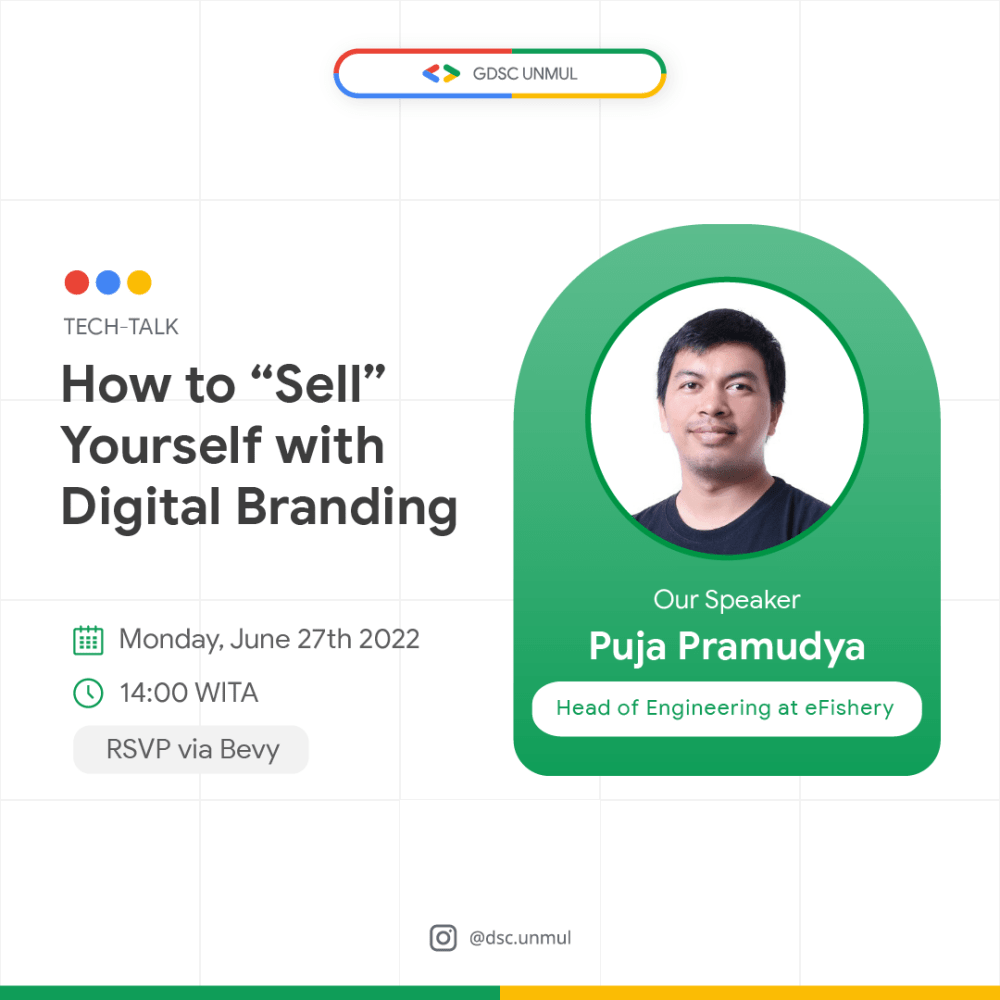 GDSC UNMUL
TECH-TALK
How to “Sell”
Yourself with
Digital Branding
Monday, June 27th 2022
14:00 WITA
RSVP via Bevy
Our Speaker
Puja Pramudya
Head of Engineering at eFishery
@dsc.unmul